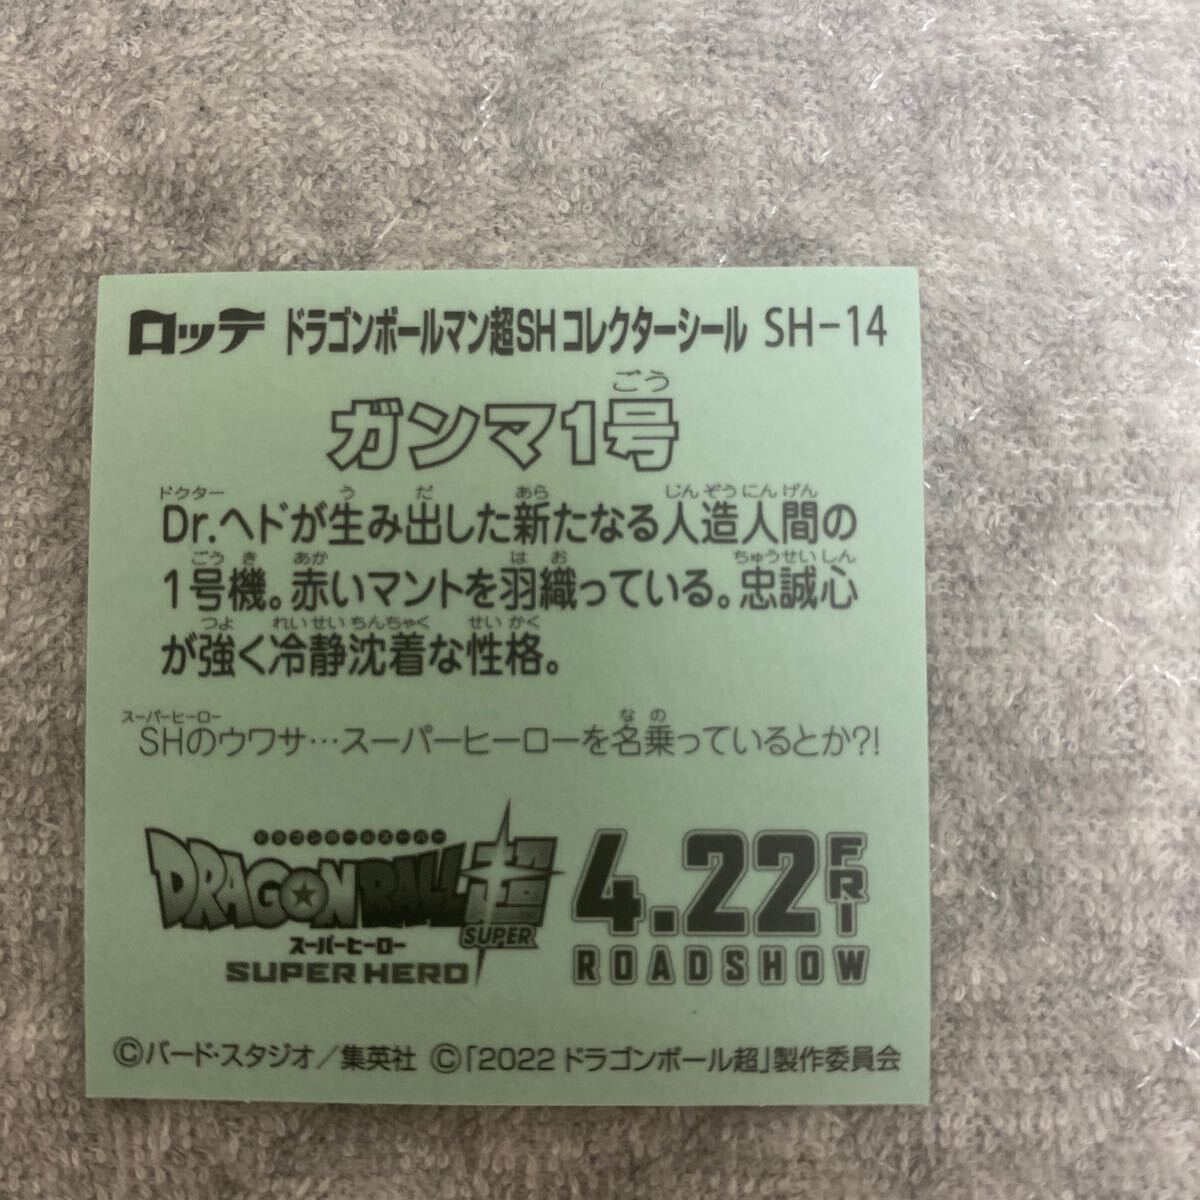 ロッテ ドラゴンボールマン超SHコレクターシール SH-14
ごう
ガンマ1号
ドクター う だ あら じんぞうにんげん
Dr.ヘドが生み出した新たなる人造人間の
ごう き あか は お ちゅうせいしん
1号機。赤いマントを羽織っている。忠誠心
つよ れいせいちんちゃく せいかく
が強く冷静沈着な性格。
スーパーヒーロー な の
SHのウワサ…スーパーヒーローを名乗っているとか?!
ドラゴンボールスーパー
DRAGON BALL超
SUPER
スーパーヒーロー
SUPER HERO
4.22 FRI
ROADSHOW
©バード・スタジオ/集英社 ©「2022 ドラゴンボール超」製作委員会